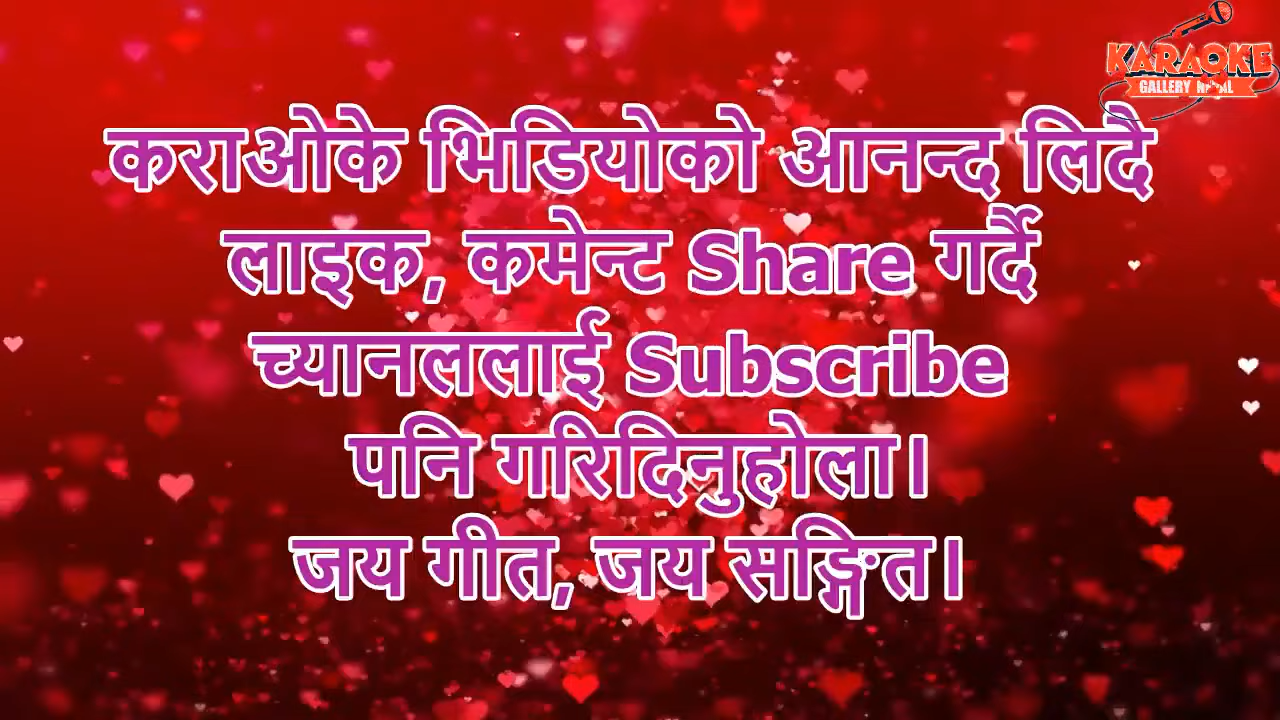 KARAOKE
GALLERY NEPAL
कराओके भिडियोको आनन्द लिदै
लाइक, कमेन्ट Share गर्दै
च्यानललाई Subscribe
पनि गरिदिनुहोला।
जय गीत, जय सङ्गित।